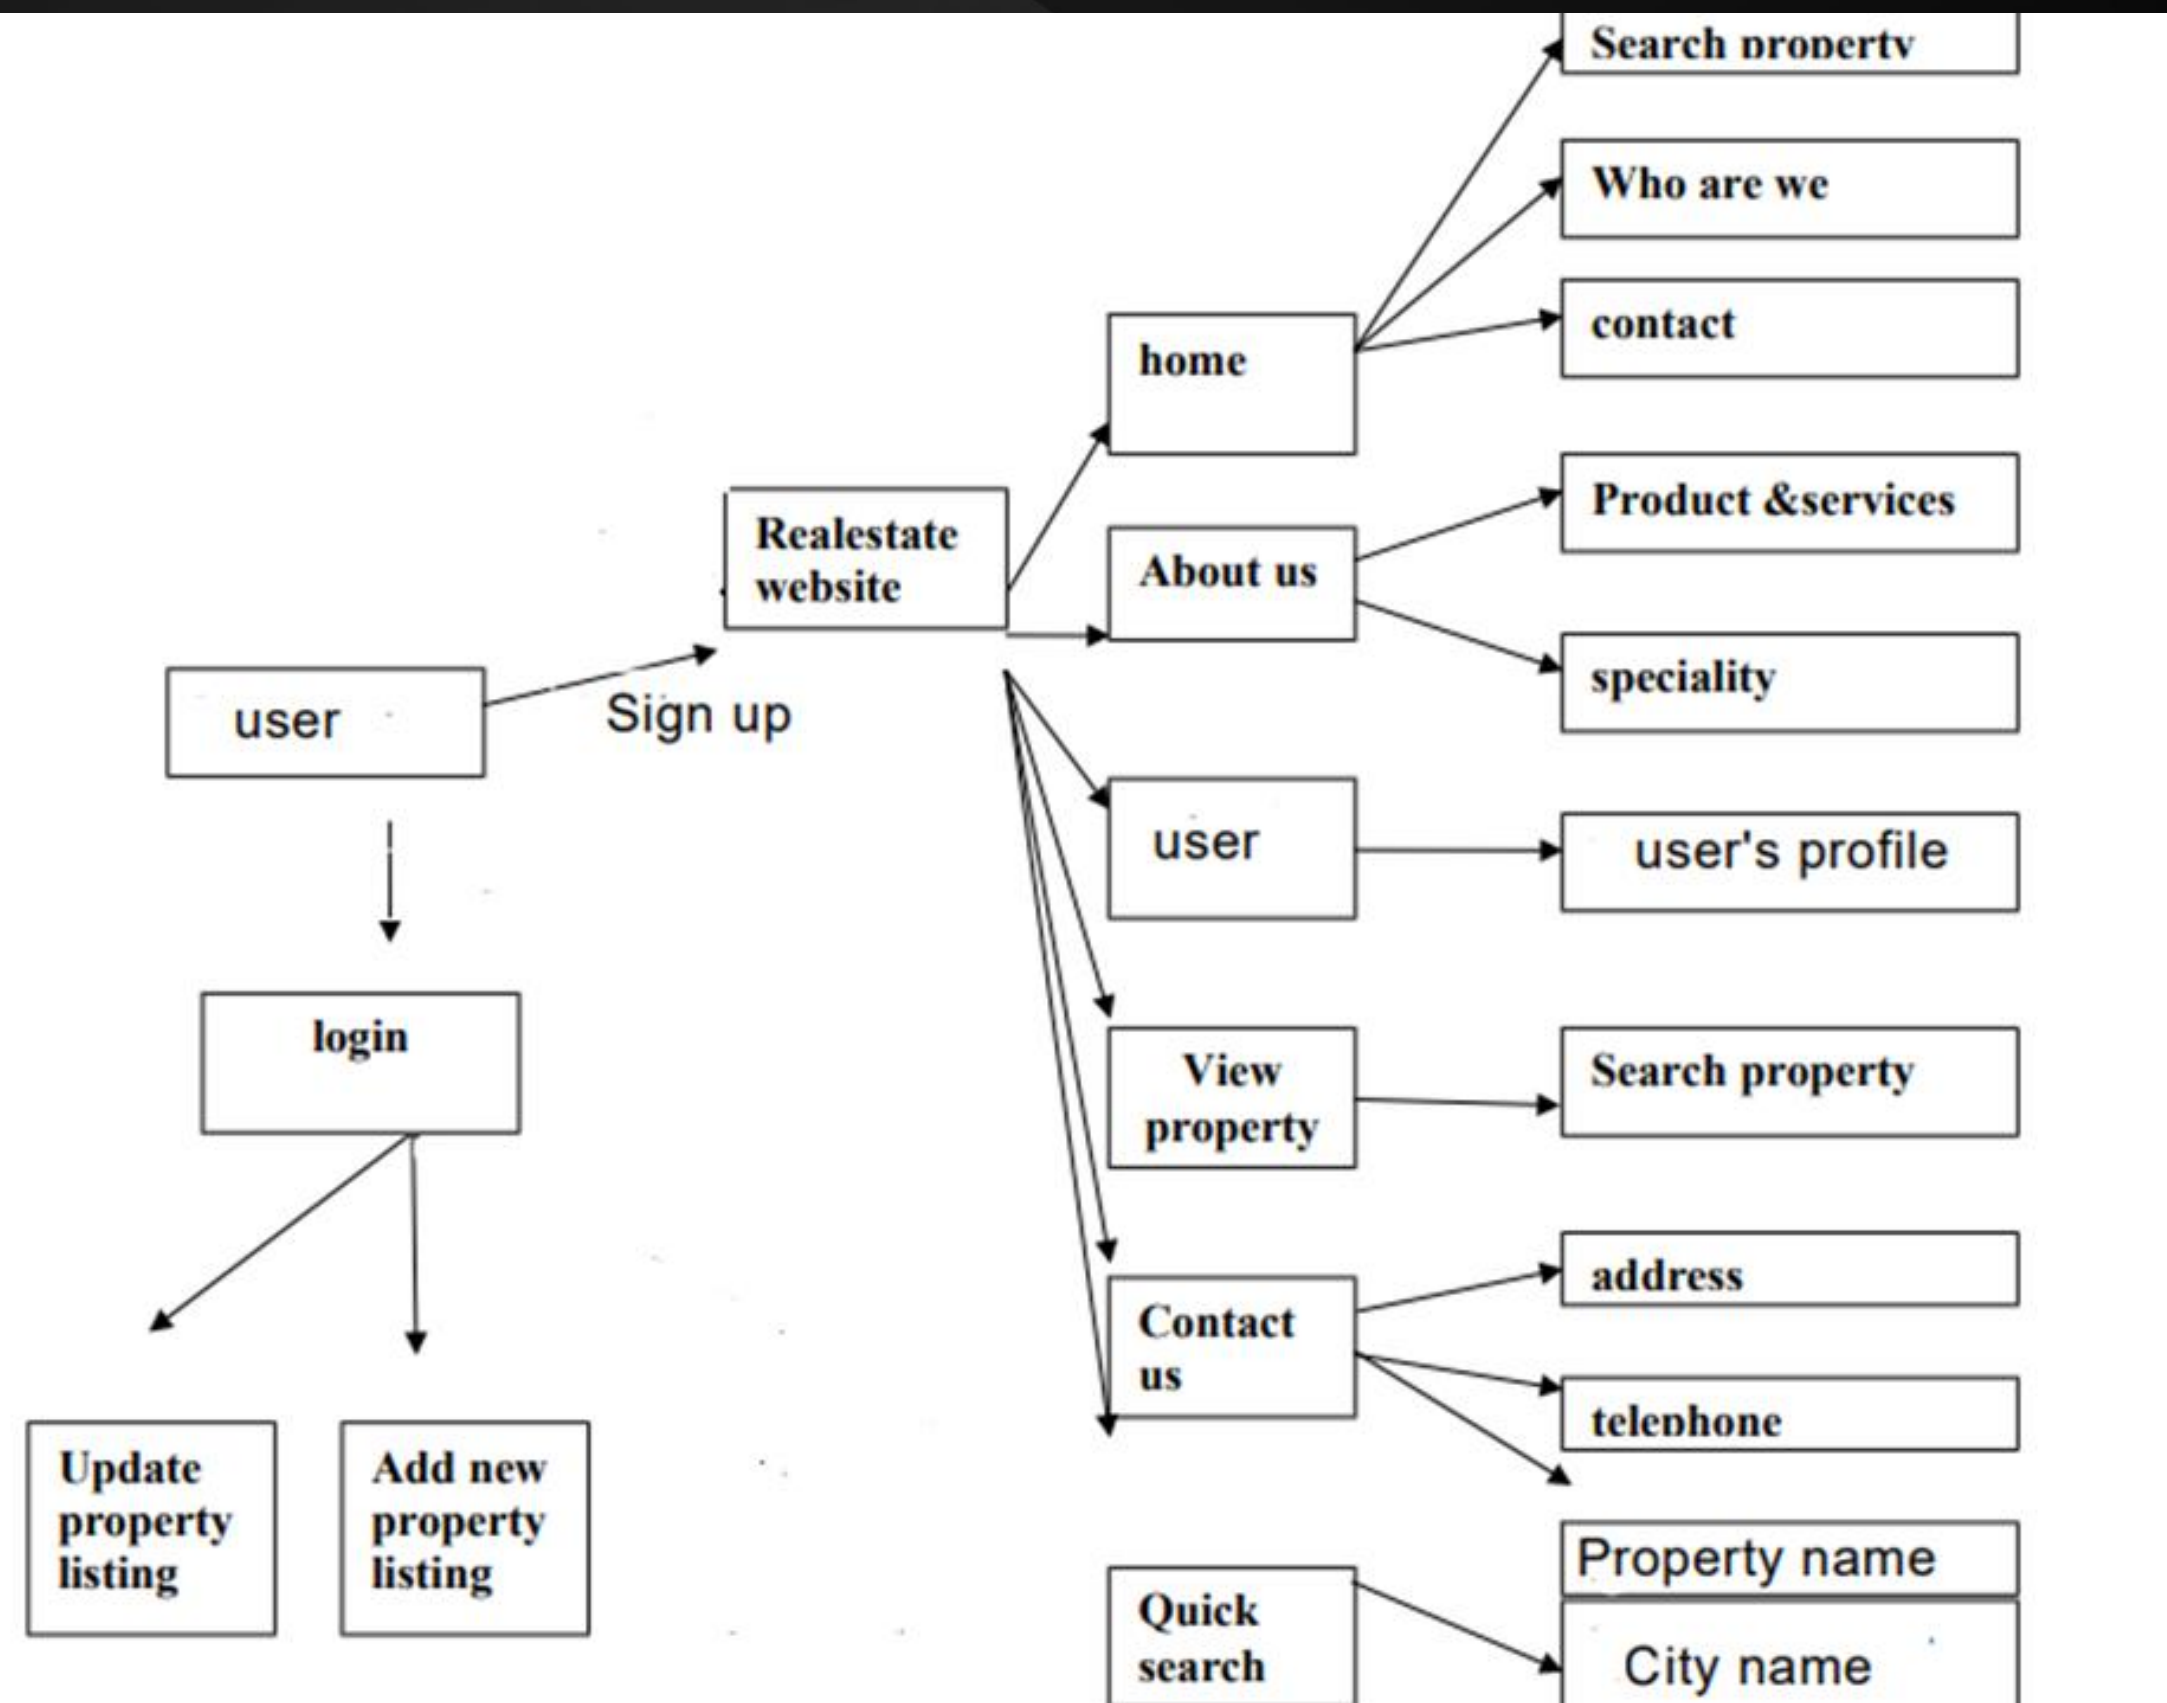 Search property
Who are we
contact
home
Product &services
Realestate
website
About us
speciality
user
Sign up
user
user's profile
login
View
property
Search property
address
Contact
us
telephone
Update
property
listing
Add new
property
listing
Property name
Quick
search
City name